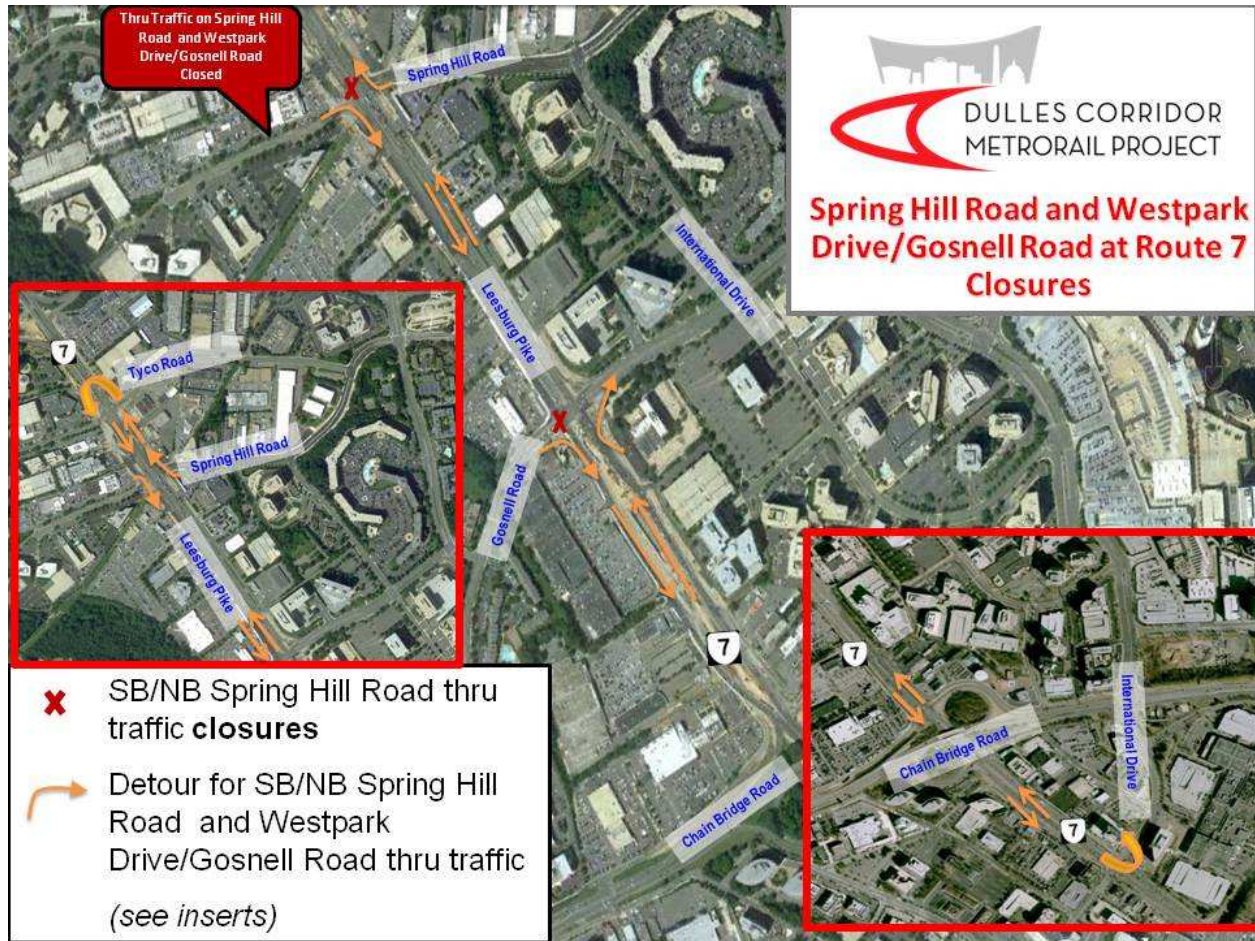 Thru Traffic on Spring Hill
Road and Westpark
Drive/Gosnell Road
Closed
Spring Hill Road
DULLES CORRIDOR
METRORAIL PROJECT
Spring Hill Road and Westpark
Drive/Gosnell Road at Route 7
Closures
International Drive
Leesburg Pike
Gosnell Road
7
Chain Bridge Road
7
Tyco Road
Spring Hill Road
Leesburg Pike
7
Chain Bridge Road
International Drive
7
X
X
X SB/NB Spring Hill Road thru
traffic closures
Detour for SB/NB Spring Hill
Road and Westpark
Drive/Gosnell Road thru traffic
(see inserts)